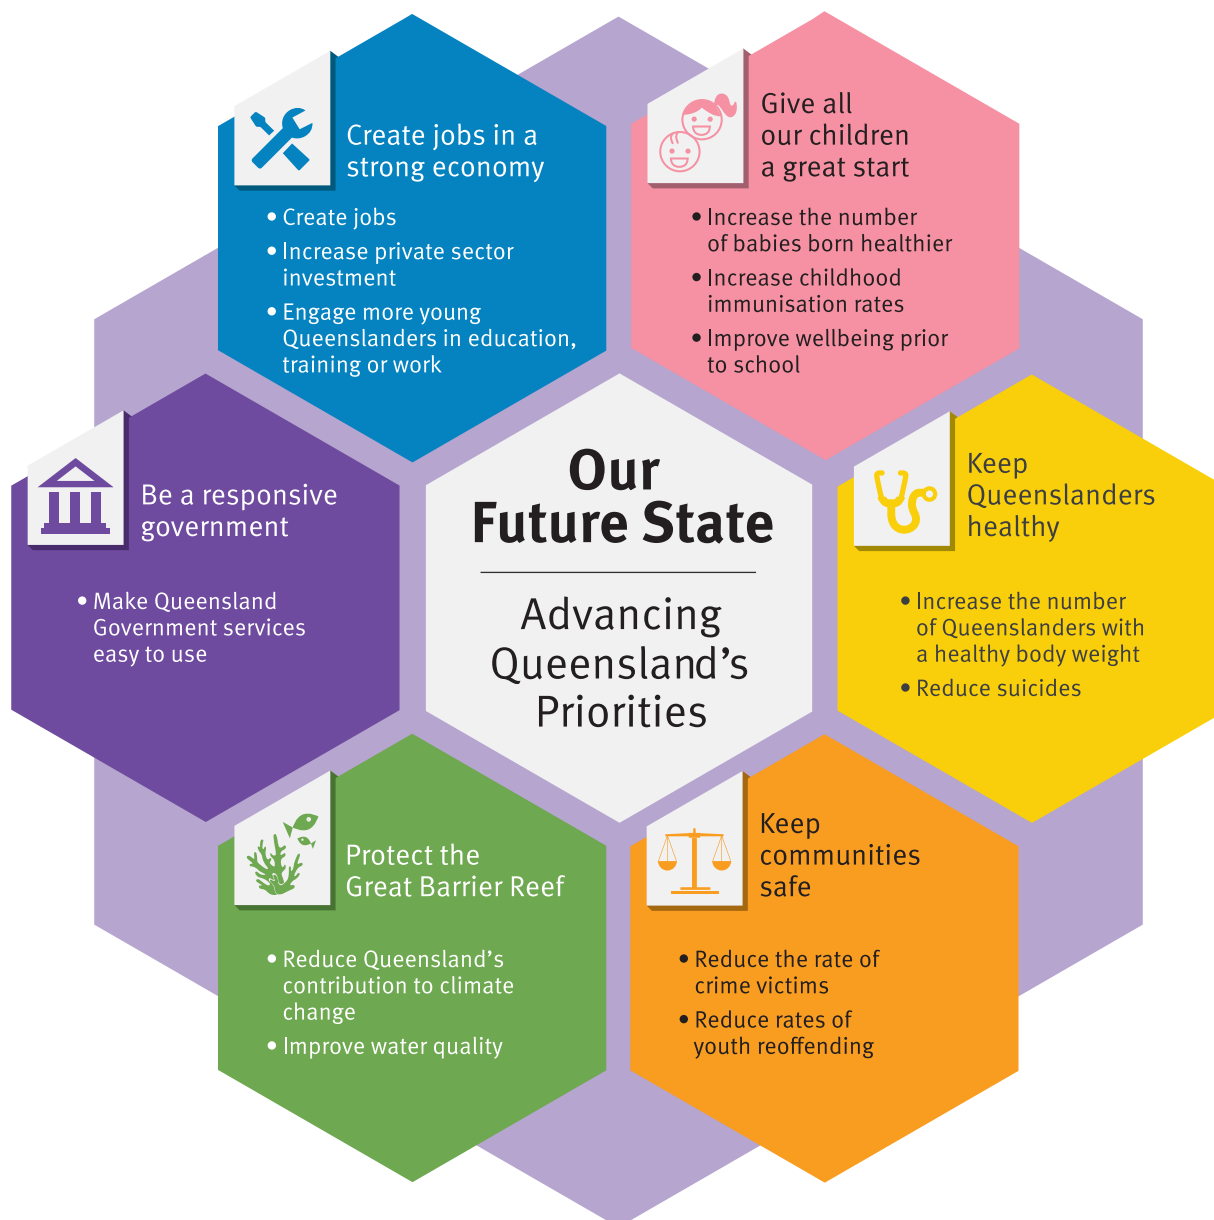 Create jobs in a
strong economy
• Create jobs
• Increase private sector
investment
• Engage more young
Queenslanders in education,
training or work
Give all
our children
a great start
• Increase the number
of babies born healthier
• Increase childhood
immunisation rates
• Improve wellbeing prior
to school
Be a responsive
government
• Make Queensland
Government services
easy to use
Our
Future State
Advancing
Queensland’s
Priorities
Keep
Queenslanders
healthy
• Increase the number
of Queenslanders with
a healthy body weight
• Reduce suicides
Protect the
Great Barrier Reef
• Reduce Queensland’s
contribution to climate
change
• Improve water quality
Keep
communities
safe
• Reduce the rate of
crime victims
• Reduce rates of
youth reoffending